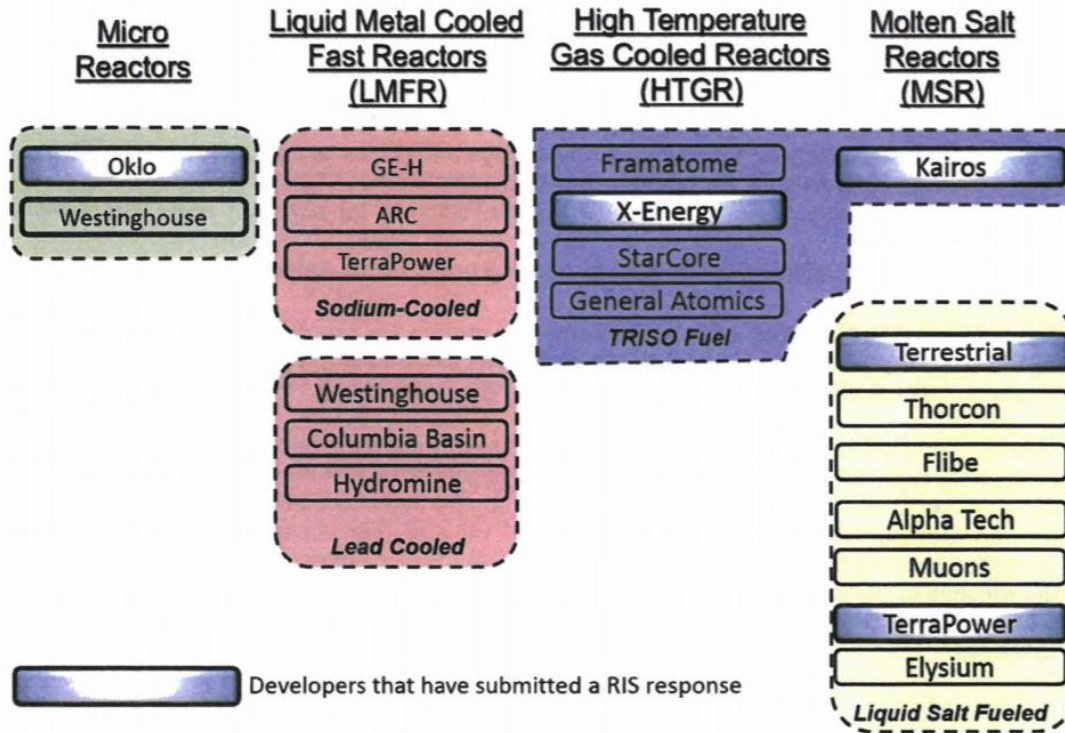 Micro
Reactors
Liquid Metal Cooled
Fast Reactors
(LMFR)
High Temperature
Gas Cooled Reactors
(HTGR)
Molten Salt
Reactors
(MSR)
Oklo
Westinghouse
GE-H
ARC
TerraPower
Sodium-Cooled
Westinghouse
Columbia Basin
Hydromine
Lead Cooled
Framatome
X-Energy
StarCore
General Atomics
TRISO Fuel
Kairos
Terrestrial
Thorcon
Flibe
Alpha Tech
Muons
TerraPower
Elysium
Liquid Salt Fueled
Developers that have submitted a RIS response